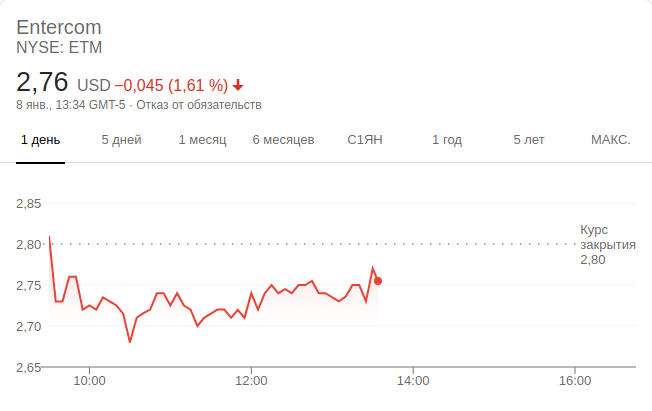 Entercom
NYSE: ETM
2,76 USD −0,045 (1,61 %)
8 янв., 13:34 GMT-5 · Отказ от обязательств
1 день 5 дней 1 месяц 6 месяцев С1ЯН 1 год 5 лет МАКС.
2,85
Курс
2,80 закрытия
2,80
2,75
2,70
2,65
10:00 12:00 14:00 16:00